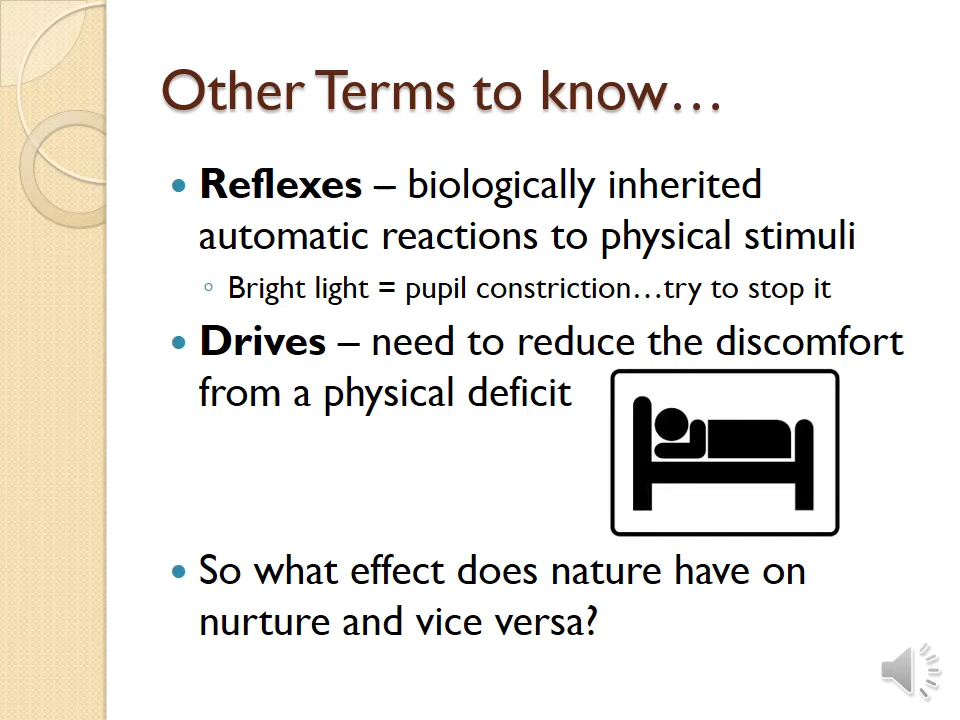 Other Terms to know…
• Reflexes – biologically inherited
automatic reactions to physical stimuli
◦ Bright light = pupil constriction…try to stop it
• Drives – need to reduce the discomfort
from a physical deficit
• So what effect does nature have on
nurture and vice versa?